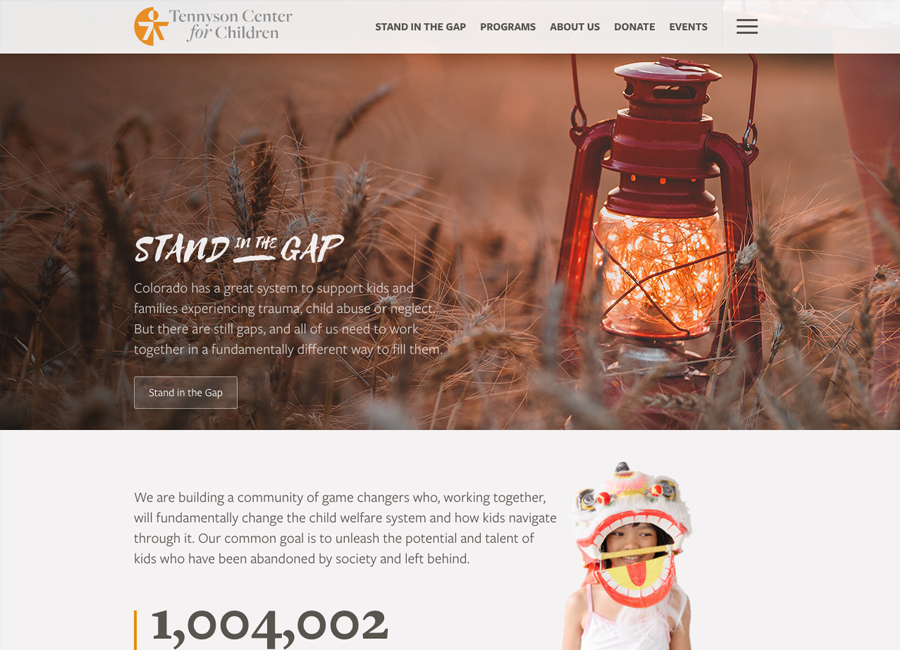 Tennyson Center
for Children
STAND IN THE GAP PROGRAMS ABOUT US DONATE EVENTS
STAND IN THE GAP
Colorado has a great system to support kids and
families experiencing trauma, child abuse or neglect.
But there are still gaps, and all of us need to work
together in a fundamentally different way to fill them.
Stand in the Gap
We are building a community of game changers who, working together,
will fundamentally change the child welfare system and how kids navigate
through it. Our common goal is to unleash the potential and talent of
kids who have been abandoned by society and left behind.
1,004,002